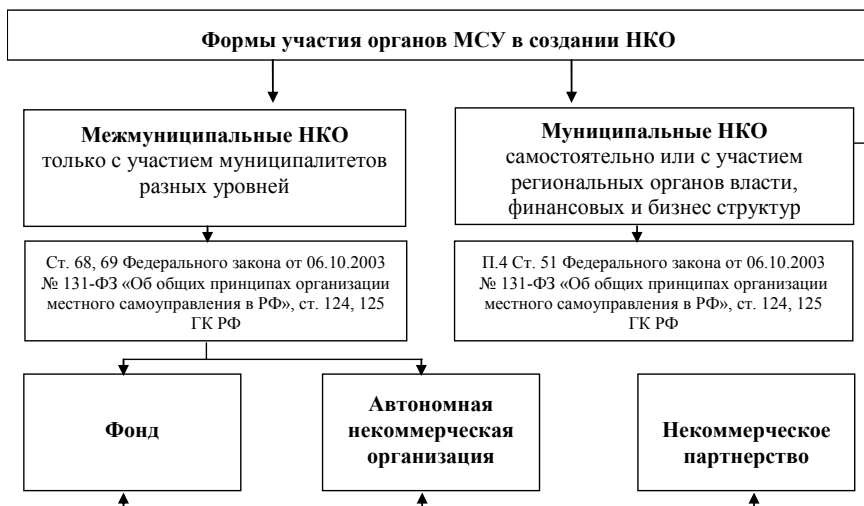 Формы участия органов МСУ в создании НКО
Межмуниципальные НКО
только с участием муниципалитетов
разных уровней
Муниципальные НКО
самостоятельно или с участием
региональных органов власти,
финансовых и бизнес структур
Ст. 68, 69 Федерального закона от 06.10.2003
№ 131-ФЗ «Об общих принципах организации
местного самоуправления в РФ», ст. 124, 125
ГК РФ
П.4 Ст. 51 Федерального закона от 06.10.2003
№ 131-ФЗ «Об общих принципах организации
местного самоуправления в РФ», ст. 124, 125
ГК РФ
Фонд
Автономная
некоммерческая
организация
Некоммерческое
партнерство